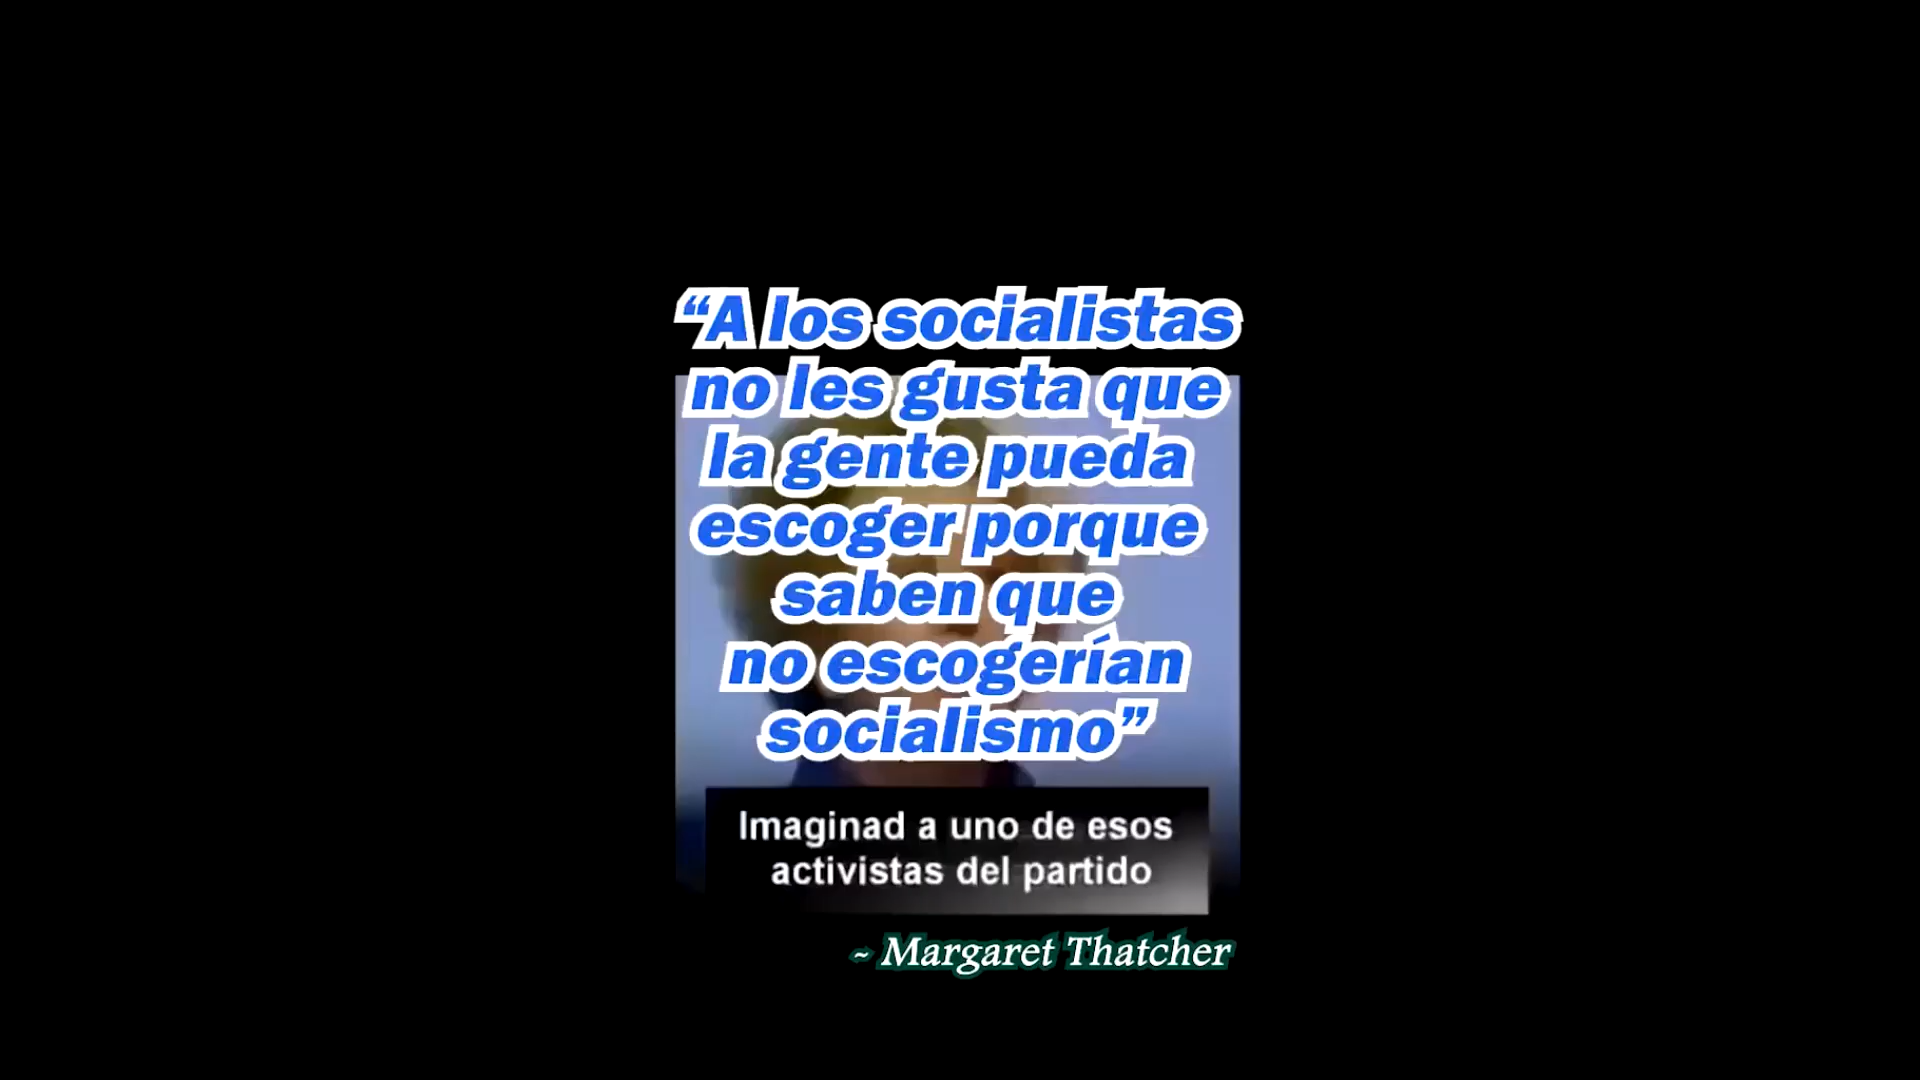 “A los socialistas
no les gusta que
la gente pueda
escoger porque
saben que
no escogerían
socialismo”
Imaginad a uno de esos
activistas del partido
~ Margaret Thatcher